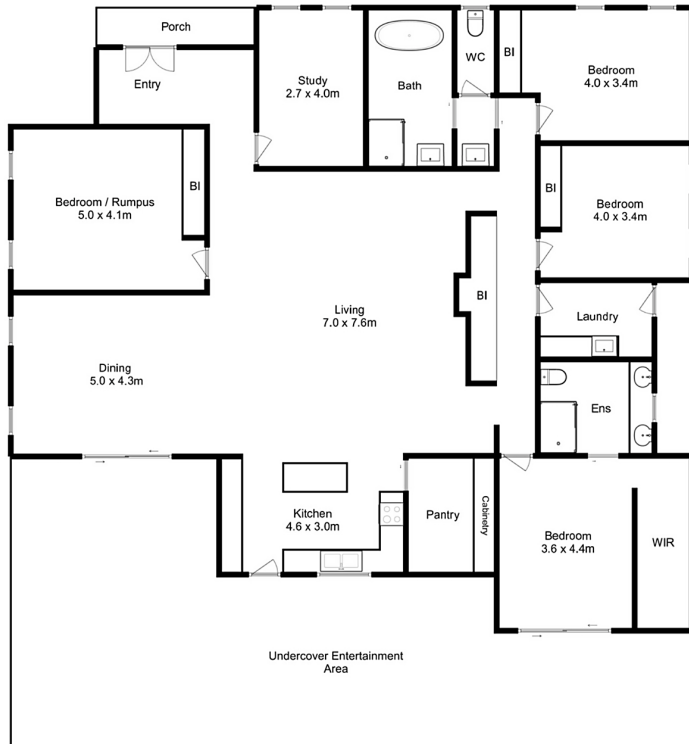 Porch
Entry
Study
2.7 x 4.0m
Bath
WC
BI
Bedroom
4.0 x 3.4m
Bedroom / Rumpus
5.0 x 4.1m
BI
BI
Bedroom
4.0 x 3.4m
Living
7.0 x 7.6m
BI
Laundry
Dining
5.0 x 4.3m
Ens
Kitchen
4.6 x 3.0m
Pantry
Cabinetry
Bedroom
3.6 x 4.4m
WIR
Undercover Entertainment
Area